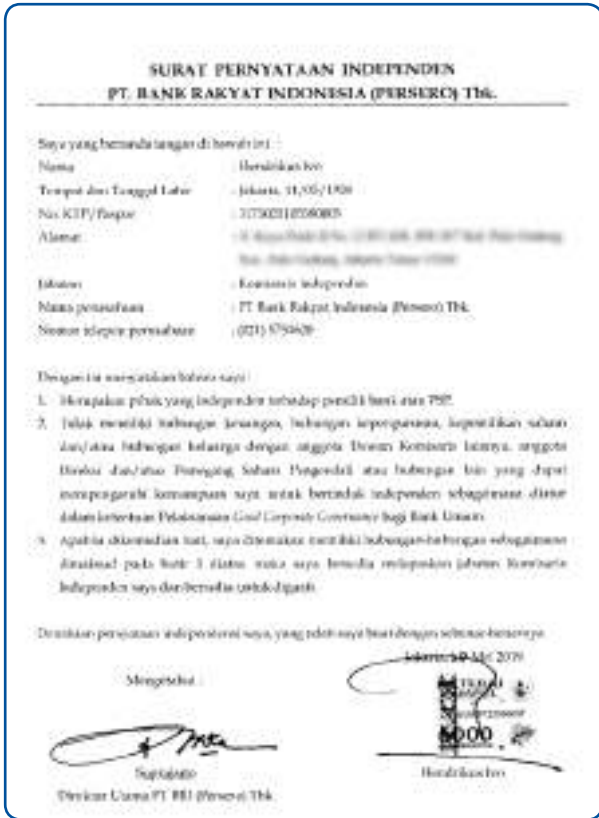 SURAT PERNYATAAN INDEPENDEN
PT. BANK RAKYAT INDONESIA (PERSERO) Tbk.
Saya yang bertanda tangan di bawah ini :
Nama : Hendrikus Ivo
Tempat dan Tanggal Lahir : Jakarta,
No. KTP/Paspor :
Alamat :
Jabatan : Komisaris independen
Nama perusahaan : PT. Bank Rakyat Indonesia (Persero) Tbk.
Nomor telepon perusahaan : (021)
Dengan ini menyatakan bahwa saya :
1. Merupakan pihak yang independen terhadap pemilik bank atau PSP.
2. Tidak memiliki hubungan keuangan, hubungan kepengurusan, kepemilikan saham
dan/atau hubungan keluarga dengan anggota Dewan Komisaris lainnya, anggota
Direksi dan/atau Pemegang Saham Pengendali atau hubungan lain yang dapat
mempengaruhi kemampuan saya untuk bertindak independen sebagaimana diatur
dalam ketentuan Pelaksanaan Good Corporate Governance bagi Bank Umum.
3. Apabila dikemudian hari, saya ditemukan memiliki hubungan-hubungan sebagaimana
dimaksud pada butir 2 diatas maka saya bersedia melepaskan jabatan Komisaris
Independen saya dan bersedia untuk diganti.
Demikian pernyataan independensi saya, yang telah saya buat dengan sebenar-benarnya.
Jakarta, Mei 2019
Mengetahui :
METERAI
6000
Suprajarto
Hendrikus Ivo
Direktur Utama PT BRI (Persero) Tbk.